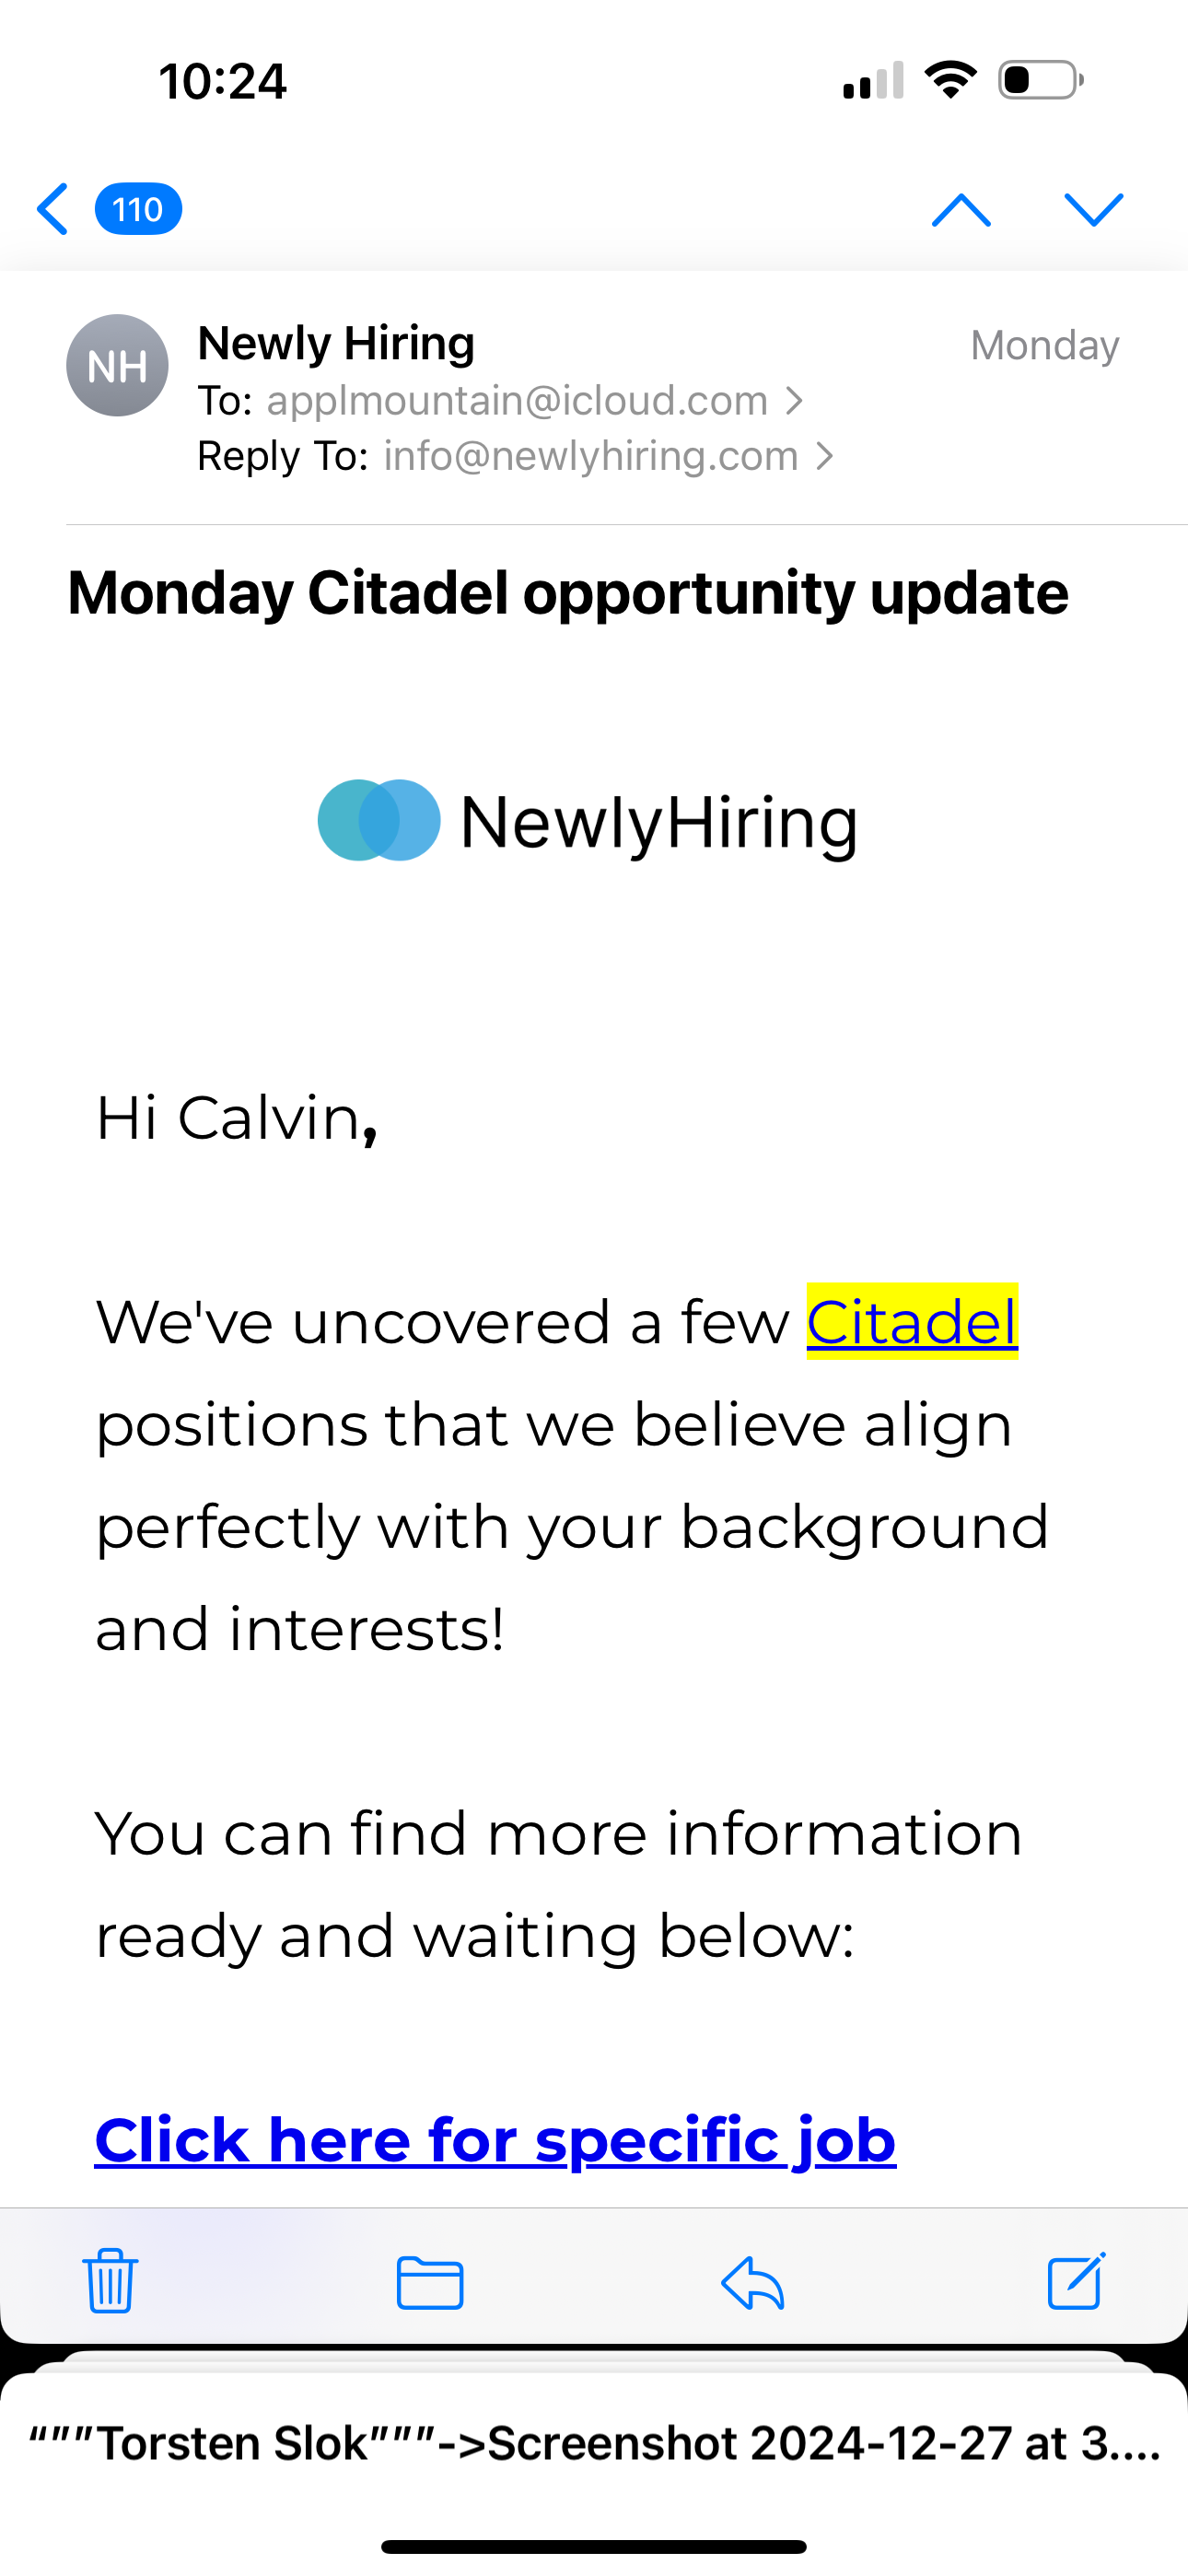 10:24
110
NH
Newly Hiring
Monday
To: applmountain@icloud.com
Reply To: info@newlyhiring.com
Monday Citadel opportunity update
NewlyHiring
Hi Calvin,
We've uncovered a few Citadel
positions that we believe align
perfectly with your background
and interests!
You can find more information
ready and waiting below:
Click here for specific job
“””Torsten Slok”””->Screenshot 2024-12-27 at 3....